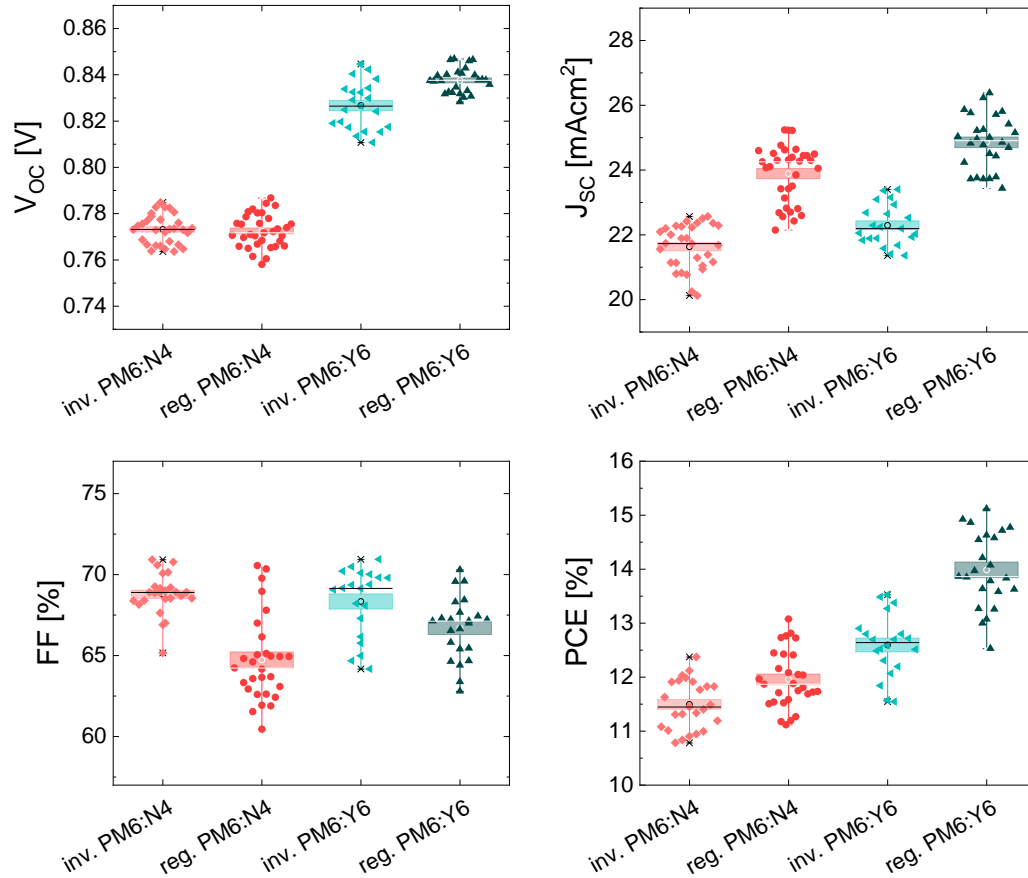 0.86
0.84
0.82
0.80
0.78
0.76
0.74
V_OC [V]
inv. PM6:N4
reg. PM6:N4
inv. PM6:Y6
reg. PM6:Y6
28
26
24
22
20
J_SC [mAcm²]
inv. PM6:N4
reg. PM6:N4
inv. PM6:Y6
reg. PM6:Y6
75
70
65
60
FF [%]
inv. PM6:N4
reg. PM6:N4
inv. PM6:Y6
reg. PM6:Y6
16
15
14
13
12
11
10
PCE [%]
inv. PM6:N4
reg. PM6:N4
inv. PM6:Y6
reg. PM6:Y6